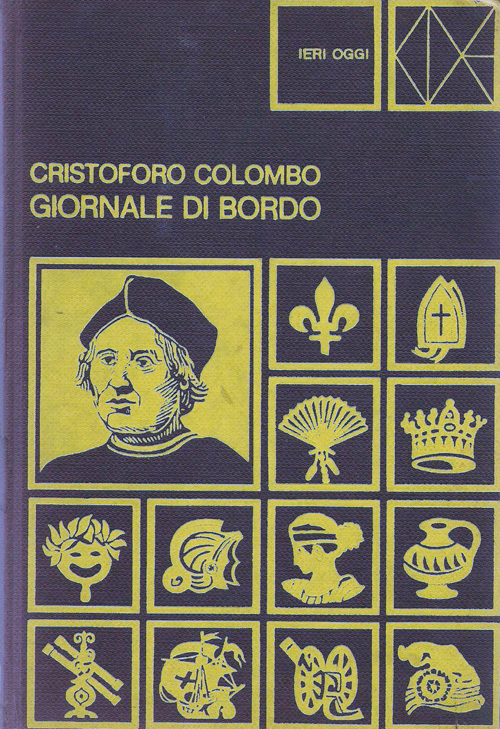 IERI OGGI
CRISTOFORO COLOMBO
GIORNALE DI BORDO